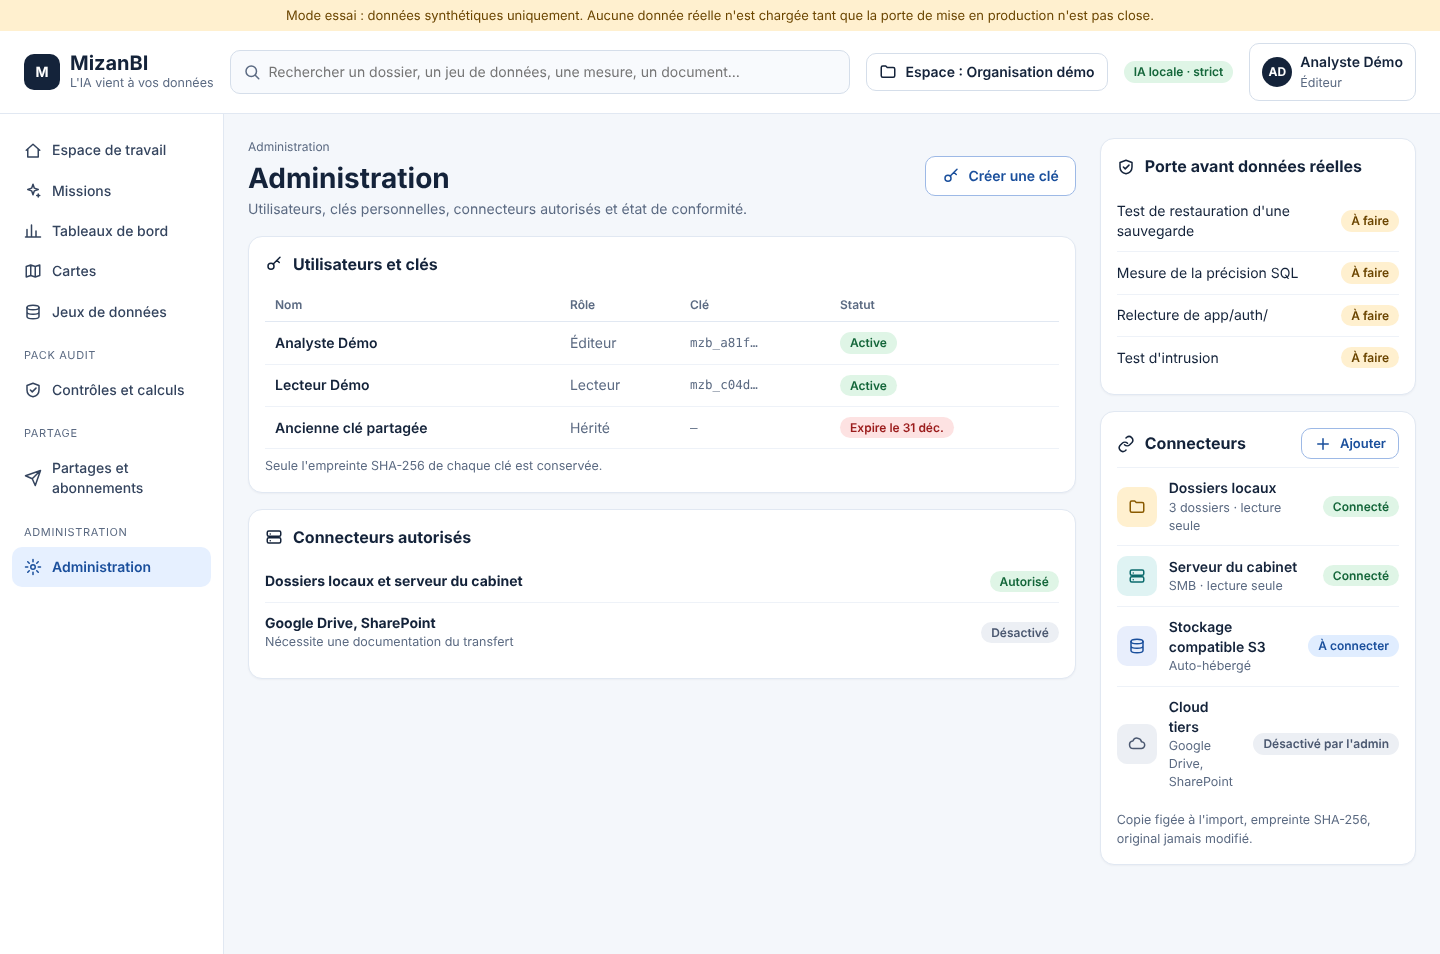 Mode essai : données synthétiques uniquement. Aucune donnée réelle n'est chargée tant que la porte de mise en production n'est pas close.
M
MizanBI
L'IA vient à vos données
Rechercher un dossier, un jeu de données, une mesure, un document...
Espace : Organisation démo
IA locale · strict
AD
Analyste Démo
Éditeur
Espace de travail
Missions
Tableaux de bord
Cartes
Jeux de données
PACK AUDIT
Contrôles et calculs
PARTAGE
Partages et
abonnements
ADMINISTRATION
Administration
Administration
Administration
Utilisateurs, clés personnelles, connecteurs autorisés et état de conformité.
Créer une clé
Utilisateurs et clés
Nom Rôle Clé Statut
Analyste Démo Éditeur mzb_a81f… Active
Lecteur Démo Lecteur mzb_c04d… Active
Ancienne clé partagée Hérité — Expire le 31 déc.
Seule l'empreinte SHA-256 de chaque clé est conservée.
Connecteurs autorisés
Dossiers locaux et serveur du cabinet Autorisé
Google Drive, SharePoint
Nécessite une documentation du transfert
Désactivé
Porte avant données réelles
Test de restauration d'une
sauvegarde
À faire
Mesure de la précision SQL À faire
Relecture de app/auth/ À faire
Test d'intrusion À faire
Connecteurs
Ajouter
Dossiers locaux
3 dossiers · lecture
seule
Connecté
Serveur du cabinet
SMB · lecture seule
Connecté
Stockage
compatible S3
Auto-hébergé
À connecter
Cloud
tiers
Google
Drive,
SharePoint
Désactivé par l'admin
Copie figée à l'import, empreinte SHA-256,
original jamais modifié.